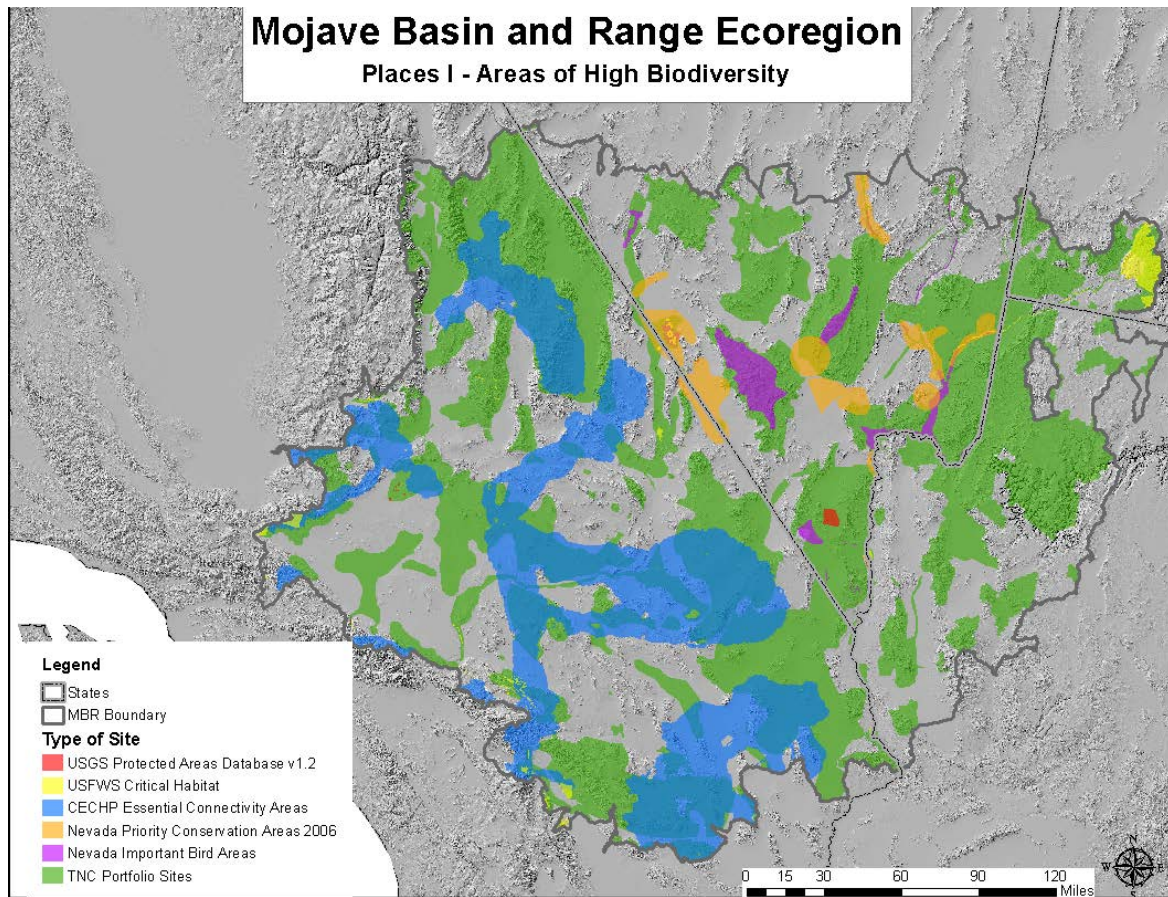 Mojave Basin and Range Ecoregion
Places I - Areas of High Biodiversity
Legend
States
MBR Boundary
Type of Site
USGS Protected Areas Database v1.2
USFWS Critical Habitat
CECHP Essential Connectivity Areas
Nevada Priority Conservation Areas 2006
Nevada Important Bird Areas
TNC Portfolio Sites
N
W E
S
0 15 30 60 90 120
Miles